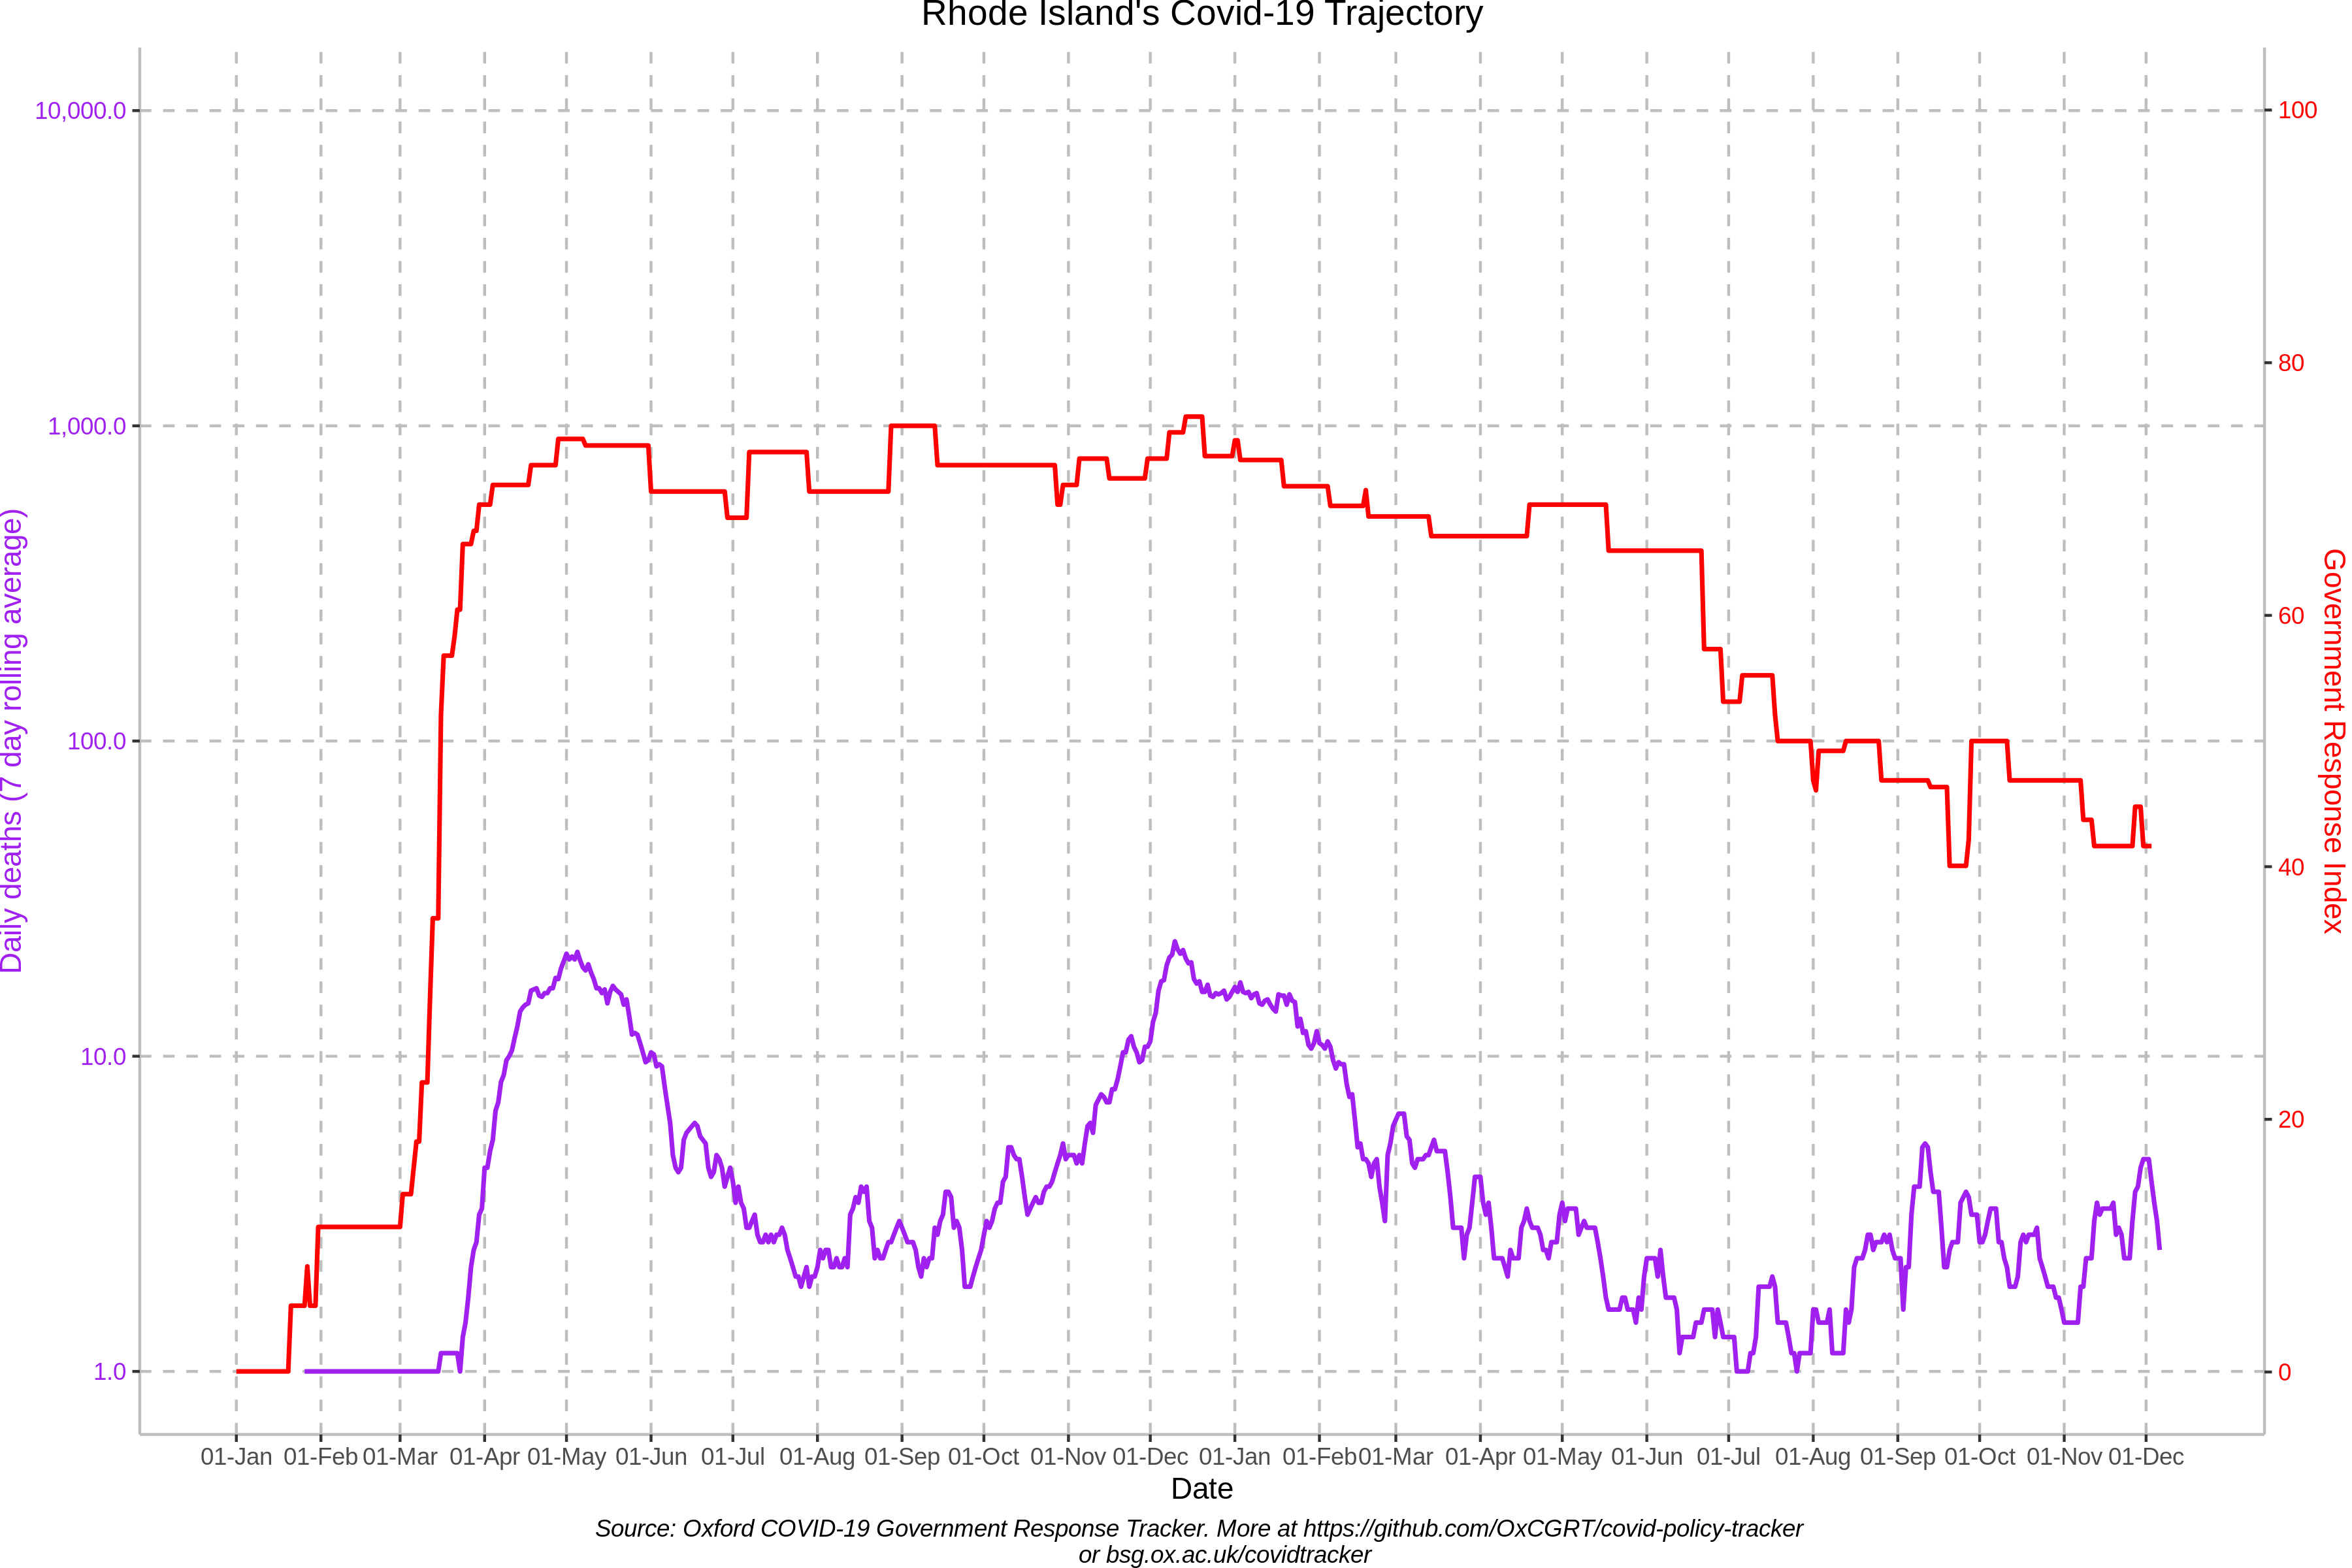 Rhode Island's Covid-19 Trajectory
10,000.0
1,000.0
100.0
10.0
1.0
Daily deaths (7 day rolling average)
100
80
60
40
20
0
Government Response Index
01-Jan 01-Feb 01-Mar 01-Apr 01-May 01-Jun 01-Jul 01-Aug 01-Sep 01-Oct 01-Nov 01-Dec 01-Jan 01-Feb 01-Mar 01-Apr 01-May 01-Jun 01-Jul 01-Aug 01-Sep 01-Oct 01-Nov 01-Dec
Date
Source: Oxford COVID-19 Government Response Tracker. More at https://github.com/OxCGRT/covid-policy-tracker
or bsg.ox.ac.uk/covidtracker